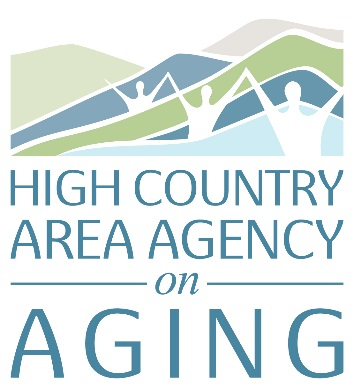 HIGH COUNTRY
AREA AGENCY
on
AGING